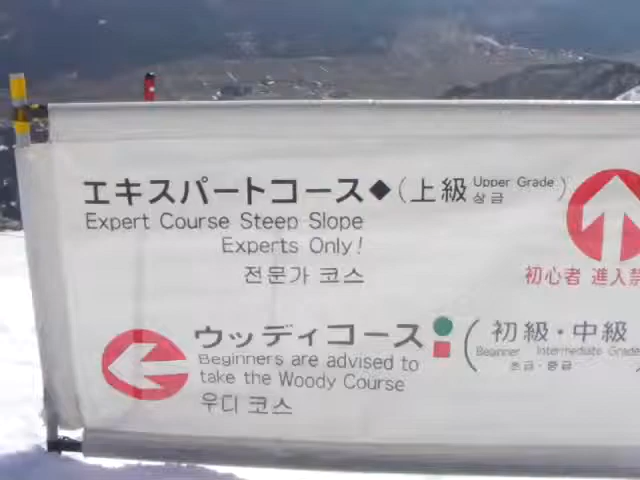 エキスパートコース◆(上級 Upper Grade 상급)
Expert Course Steep Slope
Experts Only!
전문가 코스
初心者 進入禁
ウッディコース●■(初級・中級
Beginner Intermediate Grade
초급・중급
Beginners are advised to
take the Woody Course
우디 코스